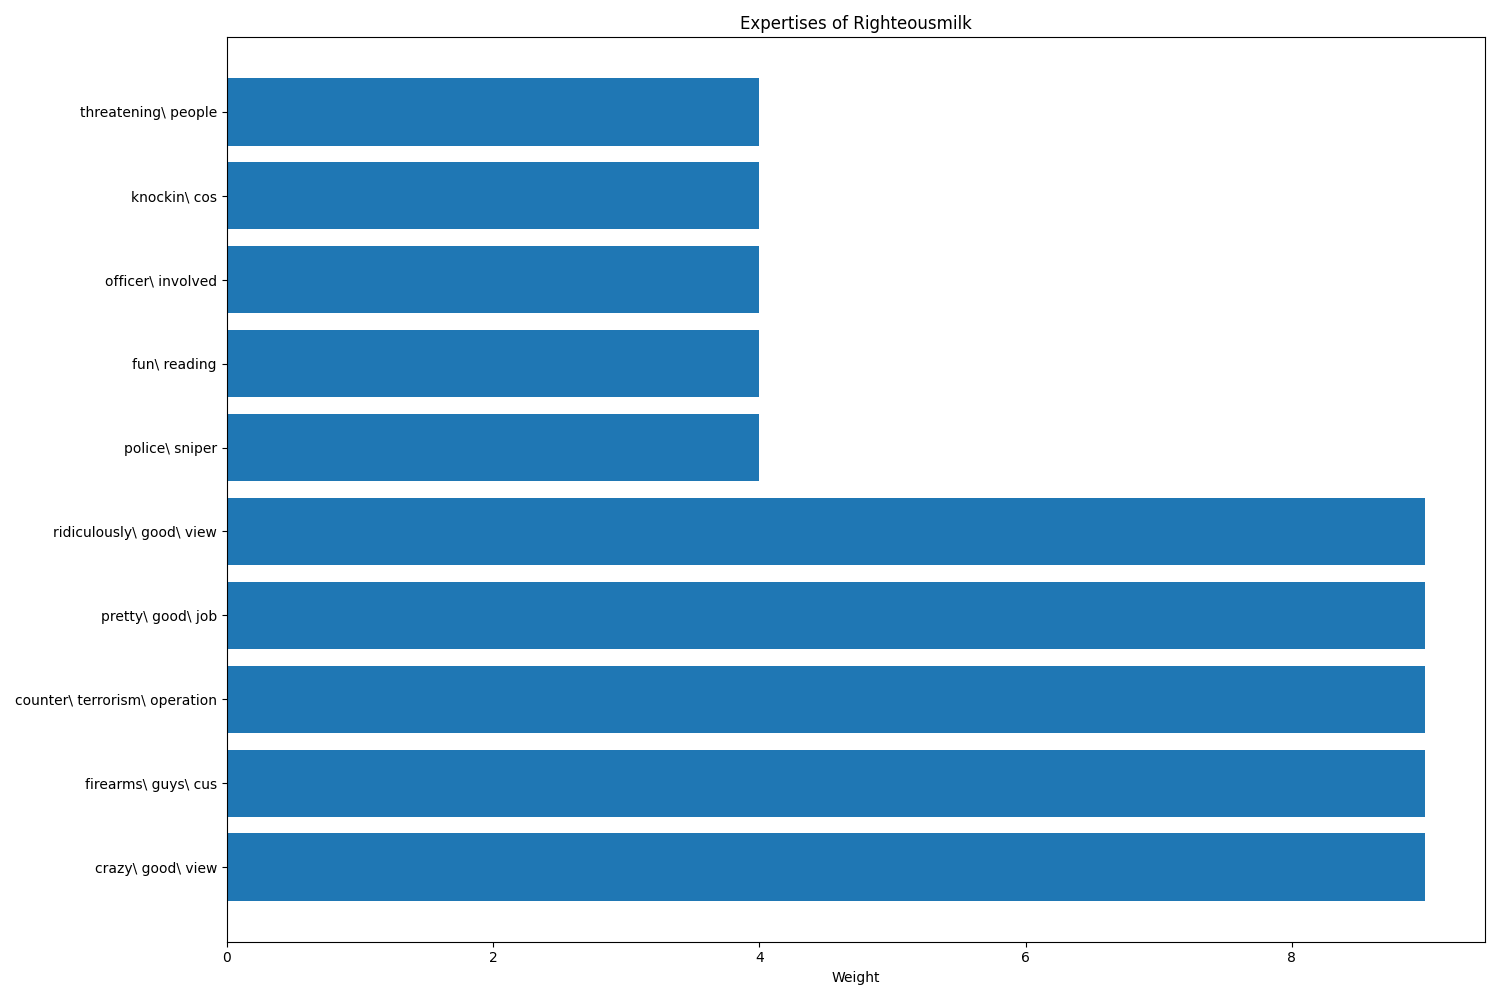 Expertises of Righteousmilk
threatening\ people
knockin\ cos
officer\ involved
fun\ reading
police\ sniper
ridiculously\ good\ view
pretty\ good\ job
counter\ terrorism\ operation
firearms\ guys\ cus
crazy\ good\ view
0 2 4 6 8
Weight